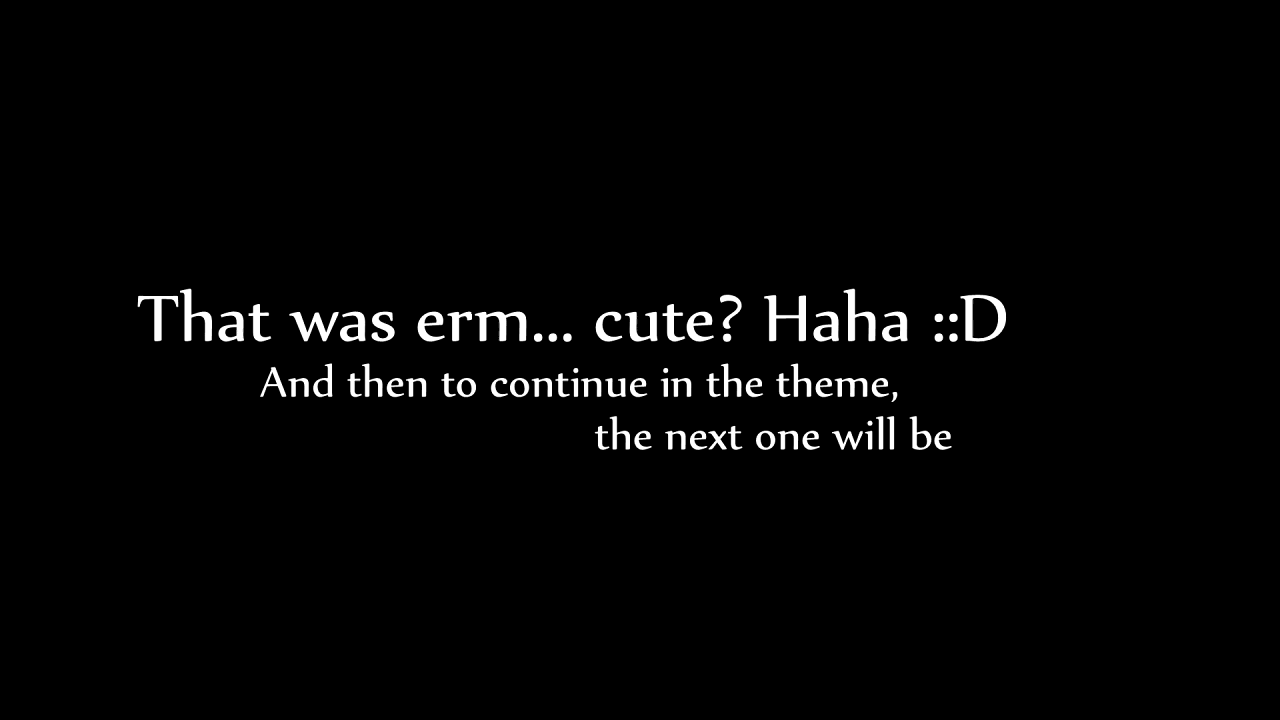 That was erm... cute? Haha ::D
And then to continue in the theme,
the next one will be